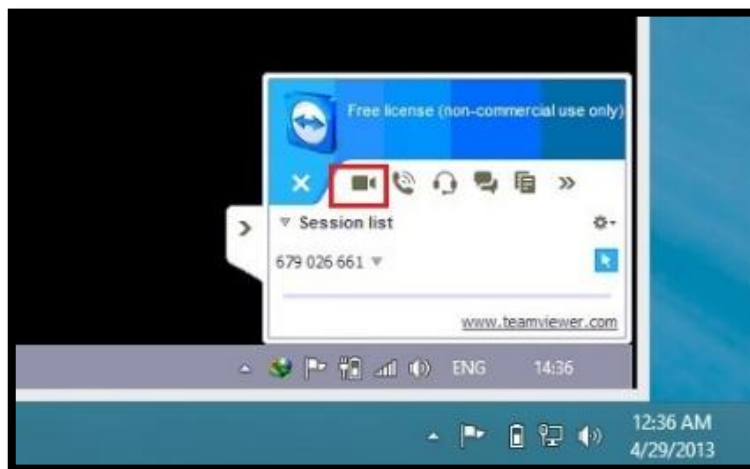 Free license (non-commercial use only)
Session list
679 026 661
www.teamviewer.com
ENG 14:36
12:36 AM
4/29/2013